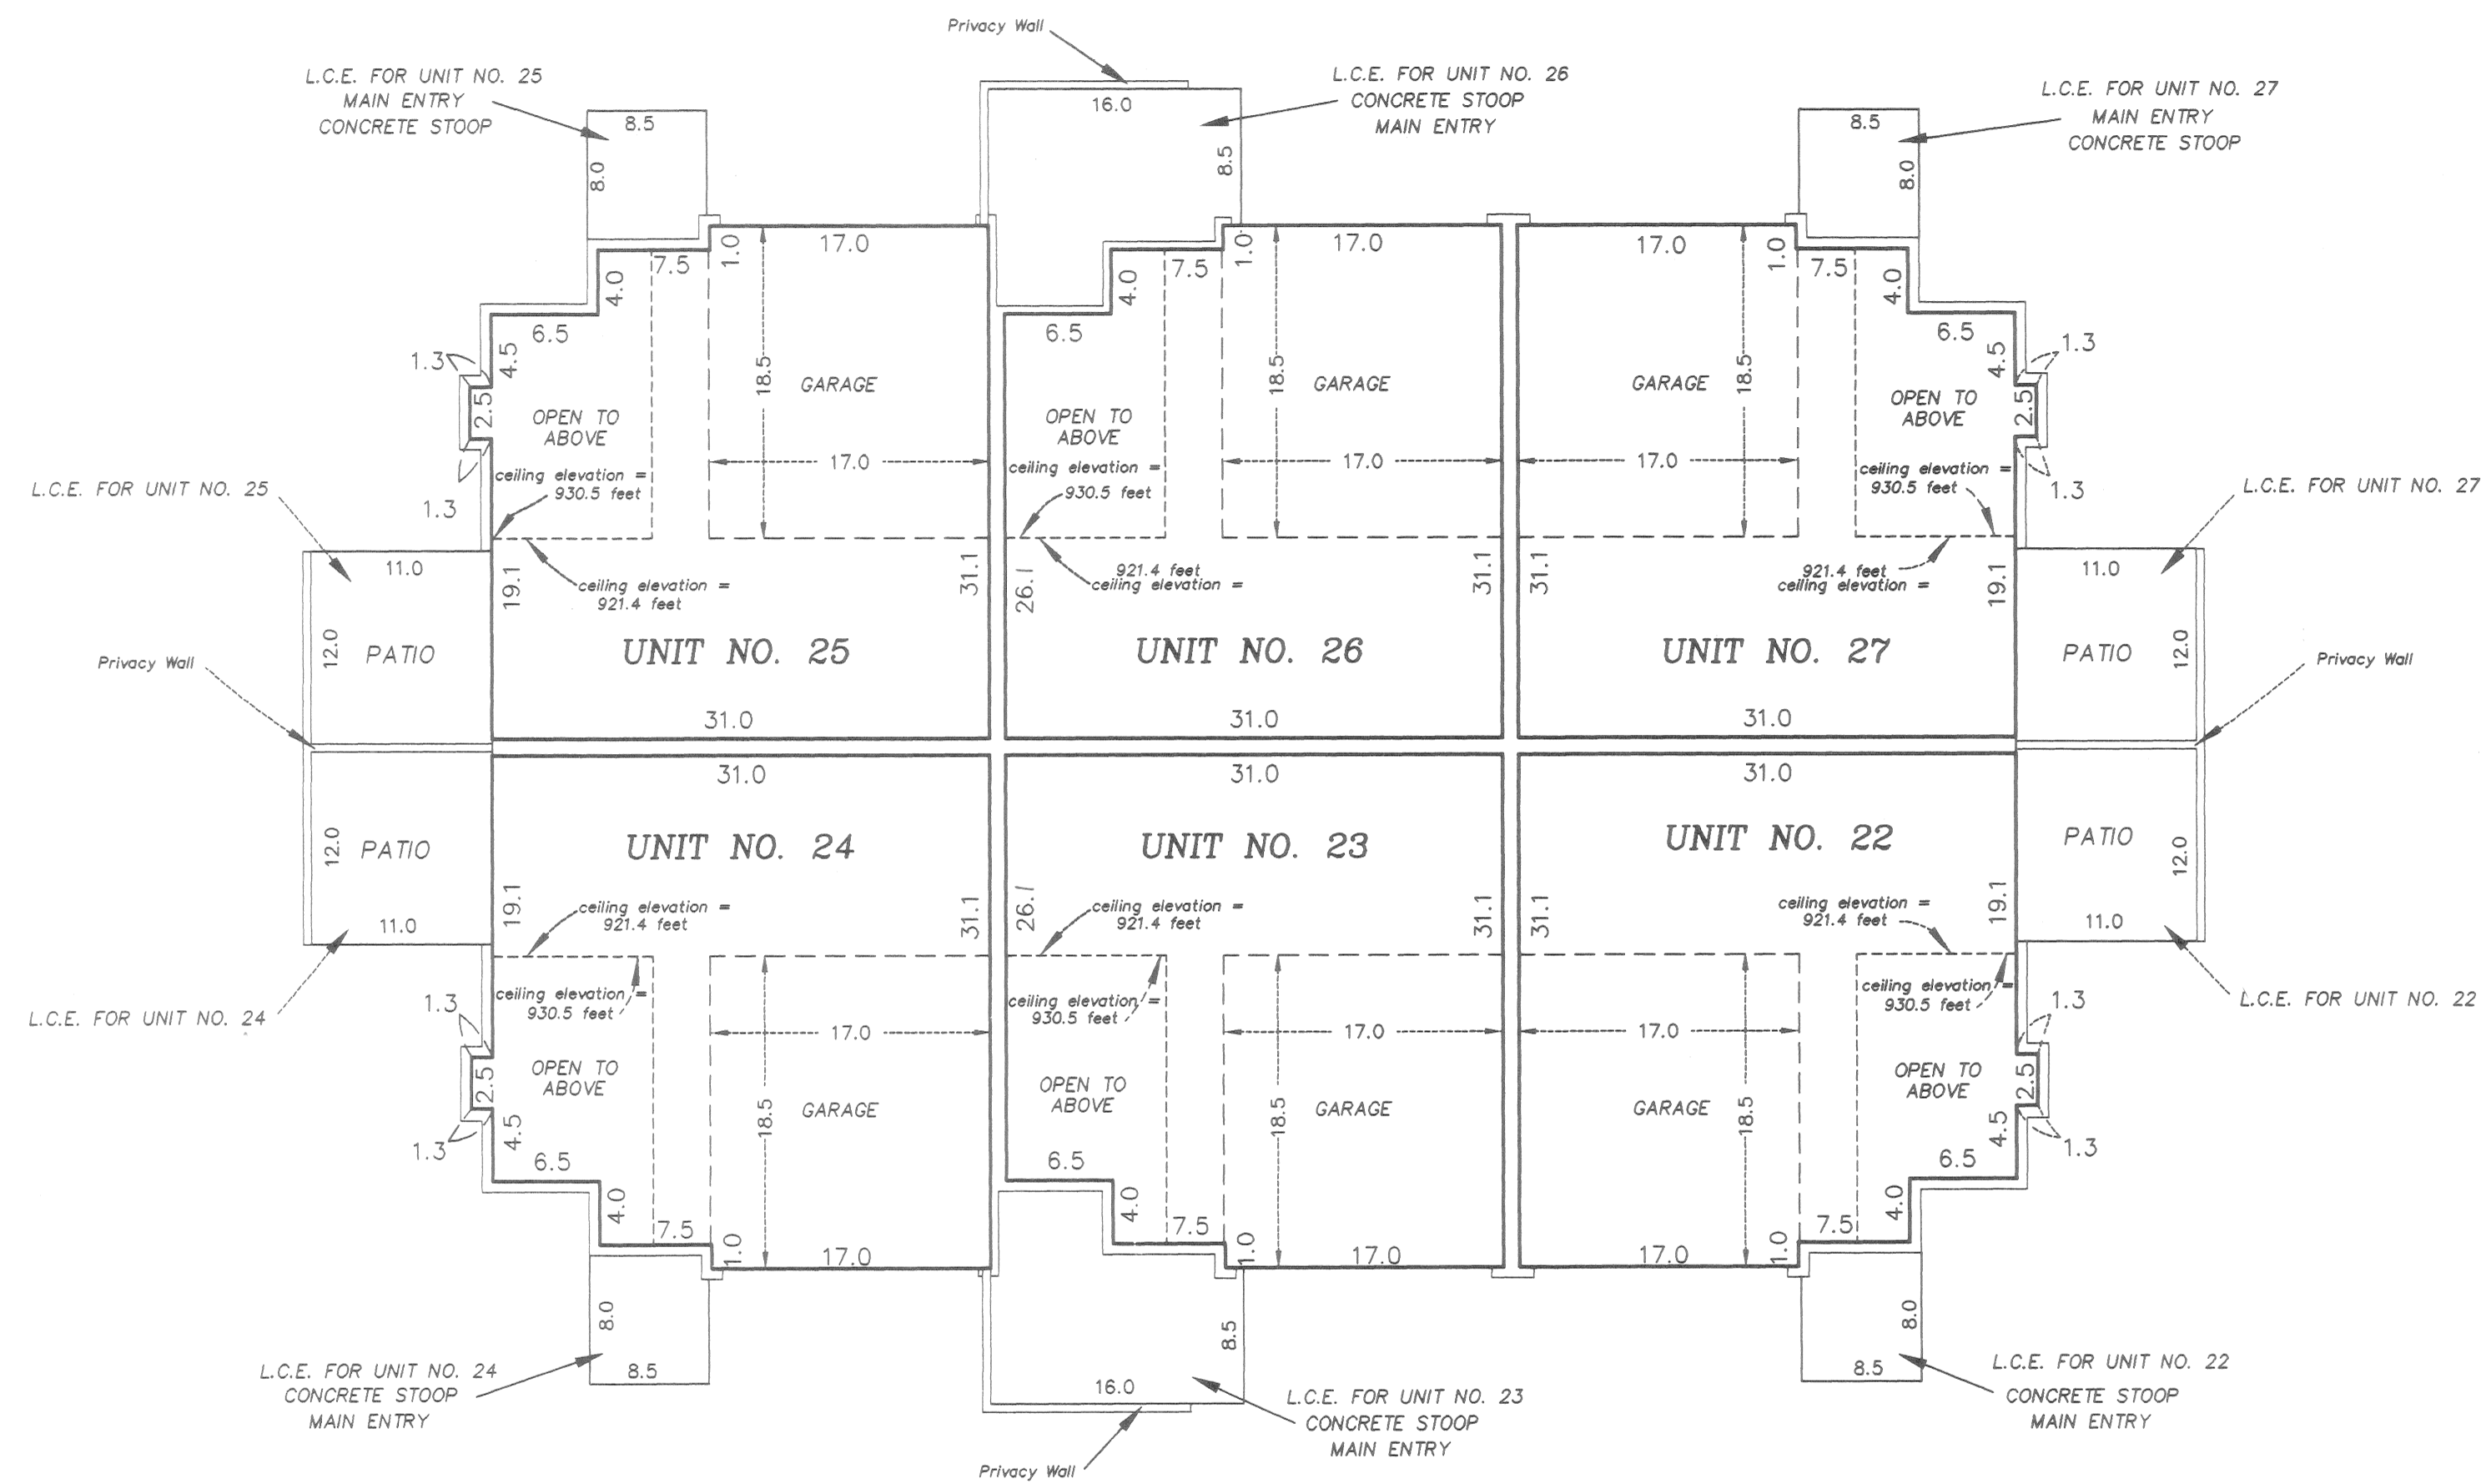 Privacy Wall
L.C.E. FOR UNIT NO. 25
MAIN ENTRY
CONCRETE STOOP
8.5
8.0
16.0
8.5
L.C.E. FOR UNIT NO. 26
CONCRETE STOOP
MAIN ENTRY
8.5
8.0
L.C.E. FOR UNIT NO. 27
MAIN ENTRY
CONCRETE STOOP
17.0
1.0
7.5
4.0
6.5
4.5
1.3
2.5
1.3
18.5
GARAGE
17.0
OPEN TO
ABOVE
ceiling elevation =
930.5 feet
ceiling elevation =
921.4 feet
19.1
31.1
UNIT NO. 25
31.0
L.C.E. FOR UNIT NO. 25
11.0
12.0
PATIO
Privacy Wall
17.0
1.0
7.5
4.0
6.5
18.5
GARAGE
17.0
OPEN TO
ABOVE
ceiling elevation =
930.5 feet
921.4 feet
ceiling elevation =
26.1
31.1
UNIT NO. 26
31.0
17.0
1.0
7.5
4.0
6.5
4.5
1.3
2.5
1.3
18.5
GARAGE
17.0
OPEN TO
ABOVE
ceiling elevation =
930.5 feet
921.4 feet
ceiling elevation =
31.1
19.1
UNIT NO. 27
31.0
L.C.E. FOR UNIT NO. 27
11.0
12.0
PATIO
Privacy Wall
31.0
UNIT NO. 24
19.1
31.1
ceiling elevation =
921.4 feet
ceiling elevation =
930.5 feet
17.0
18.5
GARAGE
OPEN TO
ABOVE
1.3
2.5
1.3
4.5
6.5
4.0
7.5
1.0
17.0
PATIO
12.0
11.0
L.C.E. FOR UNIT NO. 24
8.0
8.5
L.C.E. FOR UNIT NO. 24
CONCRETE STOOP
MAIN ENTRY
31.0
UNIT NO. 23
26.1
31.1
ceiling elevation =
921.4 feet
ceiling elevation =
930.5 feet
17.0
18.5
GARAGE
OPEN TO
ABOVE
6.5
4.0
7.5
1.0
17.0
8.5
16.0
L.C.E. FOR UNIT NO. 23
CONCRETE STOOP
MAIN ENTRY
Privacy Wall
31.0
UNIT NO. 22
31.1
19.1
ceiling elevation =
921.4 feet
ceiling elevation =
930.5 feet
17.0
18.5
GARAGE
OPEN TO
ABOVE
1.3
2.5
1.3
4.5
6.5
4.0
7.5
1.0
17.0
PATIO
12.0
11.0
L.C.E. FOR UNIT NO. 22
8.0
8.5
L.C.E. FOR UNIT NO. 22
CONCRETE STOOP
MAIN ENTRY